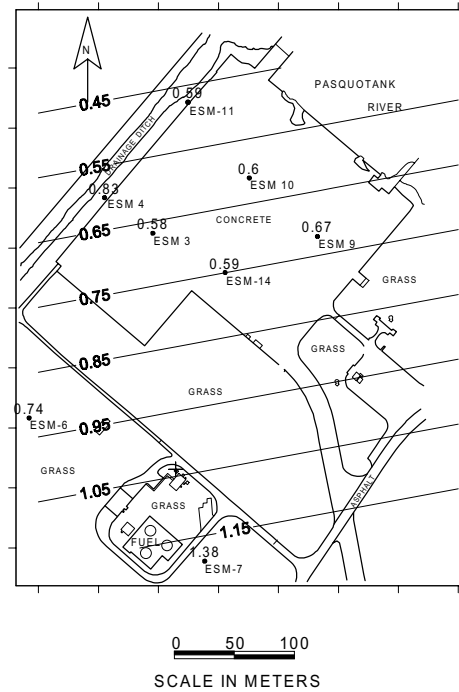 N
PASQUOTANK
RIVER
0.59
ESM-11
0.45
DRAINAGE DITCH
0.55
0.6
ESM 10
GRASS
0.83
ESM 4
CONCRETE
0.58
ESM 3
0.65
0.67
ESM 9
0.59
ESM-14
GRASS
0.75
GRASS
0.85
GRASS
0.74
ESM-6
0.95
GRASS
1.05
ASPHALT
GRASS
1.15
FUEL
1.38
ESM-7
0 50 100
SCALE IN METERS